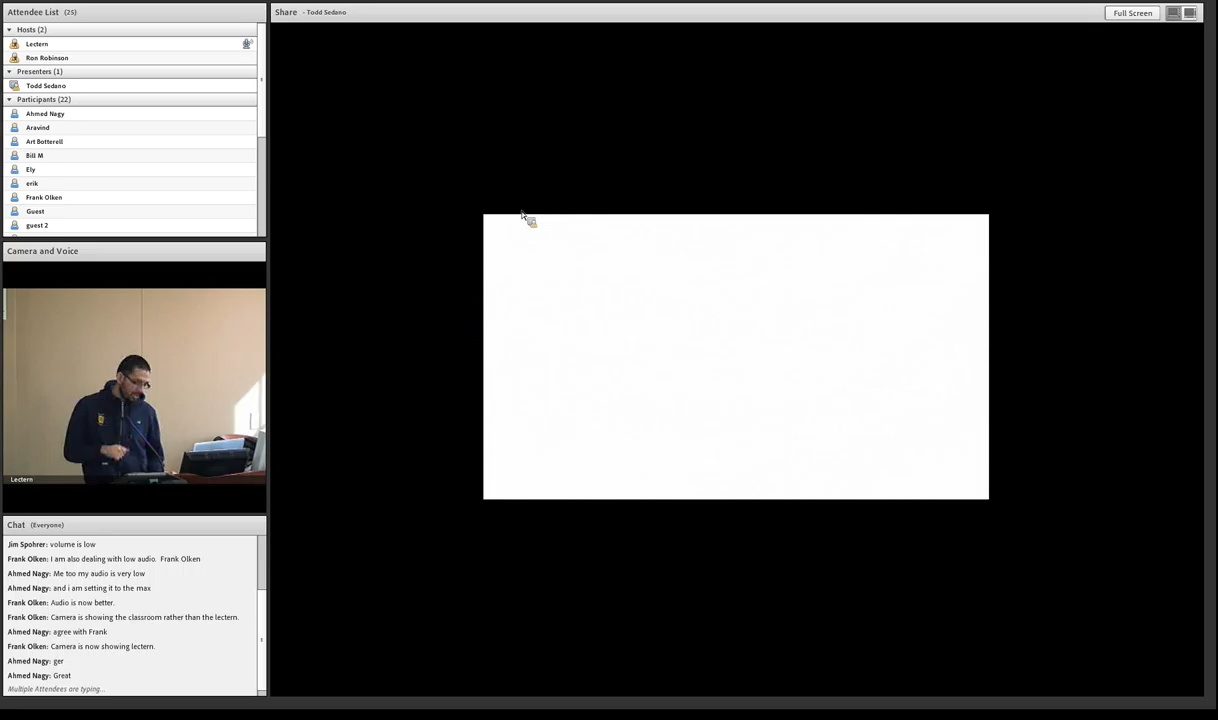 Attendee List (25)
Hosts (2)
Lectern
Ron Robinson
Presenters (1)
Todd Sedano
Participants (22)
Ahmed Nagy
Aravind
Art Botterell
Bill M
Ely
erik
Frank Olken
Guest
guest 2
Camera and Voice
Lectern
Chat (Everyone)
Jim Spohrer: volume is low
Frank Olken: I am also dealing with low audio. Frank Olken
Ahmed Nagy: Me too my audio is very low
Ahmed Nagy: and i am setting it to the max
Frank Olken: Audio is now better.
Frank Olken: Camera is showing the classroom rather than the lectern.
Ahmed Nagy: agree with Frank
Frank Olken: Camera is now showing lectern.
Ahmed Nagy: ger
Ahmed Nagy: Great
Multiple Attendees are typing...
Share - Todd Sedano
Full Screen